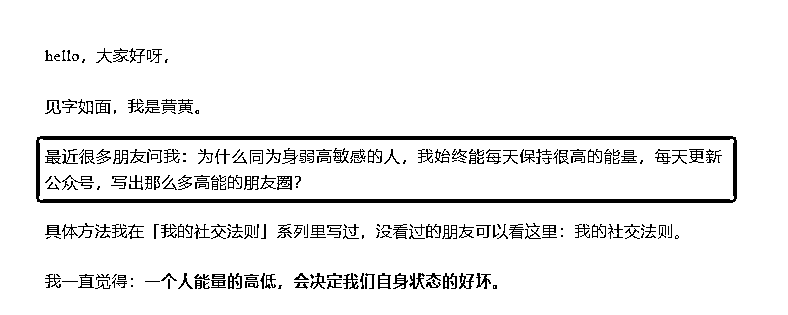 hello，大家好呀，
见字如面，我是黄黄。
最近很多朋友问我：为什么同为身弱高敏感的人，我始终能每天保持很高的能量，每天更新
公众号，写出那么多高能的朋友圈？
具体方法我在「我的社交法则」系列里写过，没看过的朋友可以看这里：我的社交法则。
我一直觉得：一个人能量的高低，会决定我们自身状态的好坏。